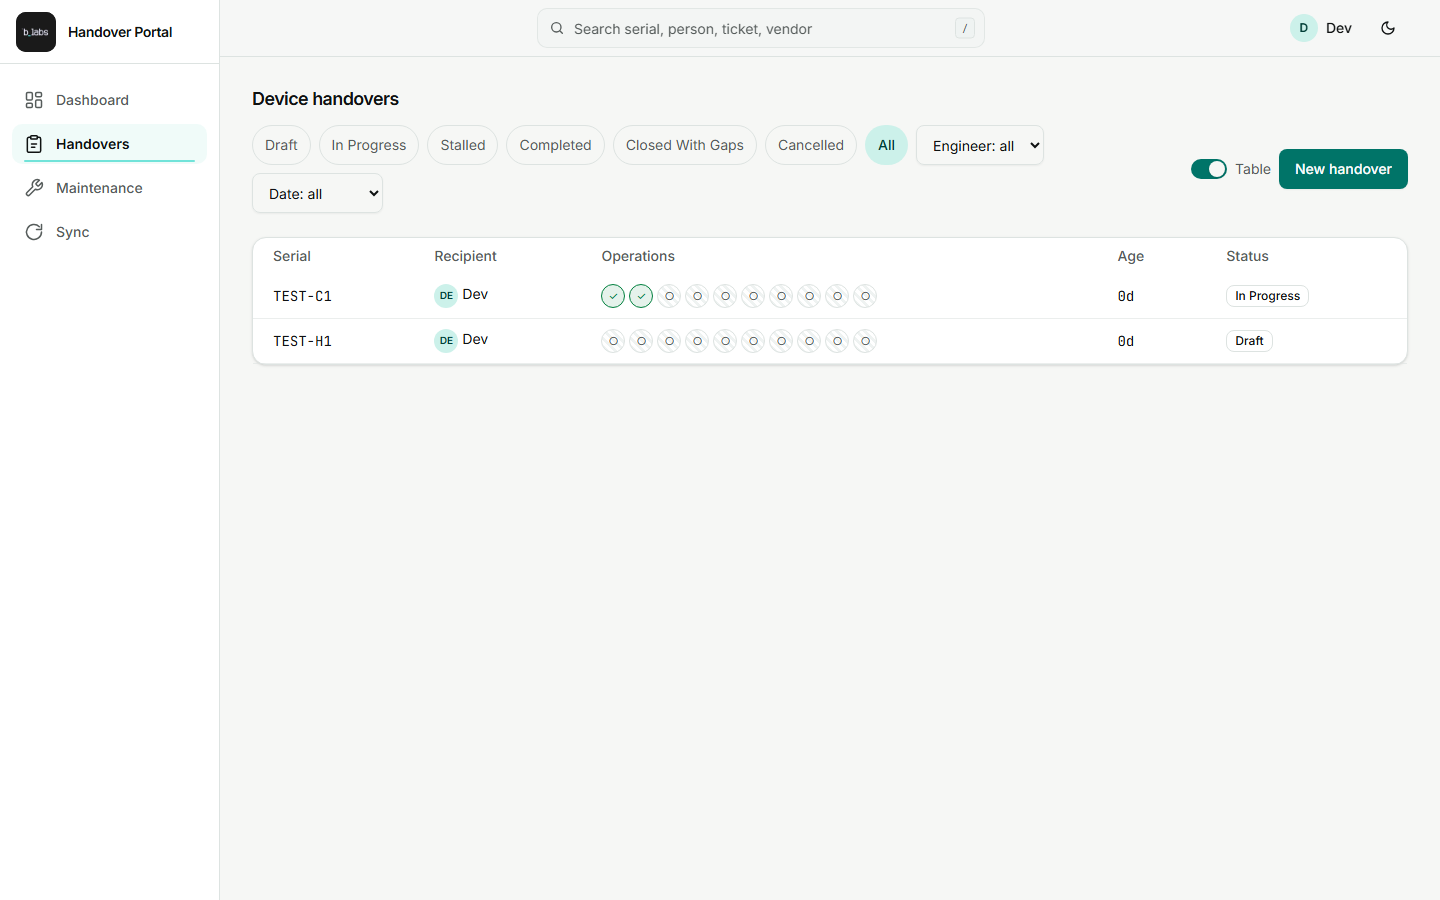 b_labs Handover Portal
Search serial, person, ticket, vendor /
D Dev
Dashboard
Handovers
Maintenance
Sync
Device handovers
Draft In Progress Stalled Completed Closed With Gaps Cancelled All Engineer: all
Date: all
Table New handover
Serial Recipient Operations Age Status
TEST-C1 DE Dev 0d In Progress
TEST-H1 DE Dev 0d Draft